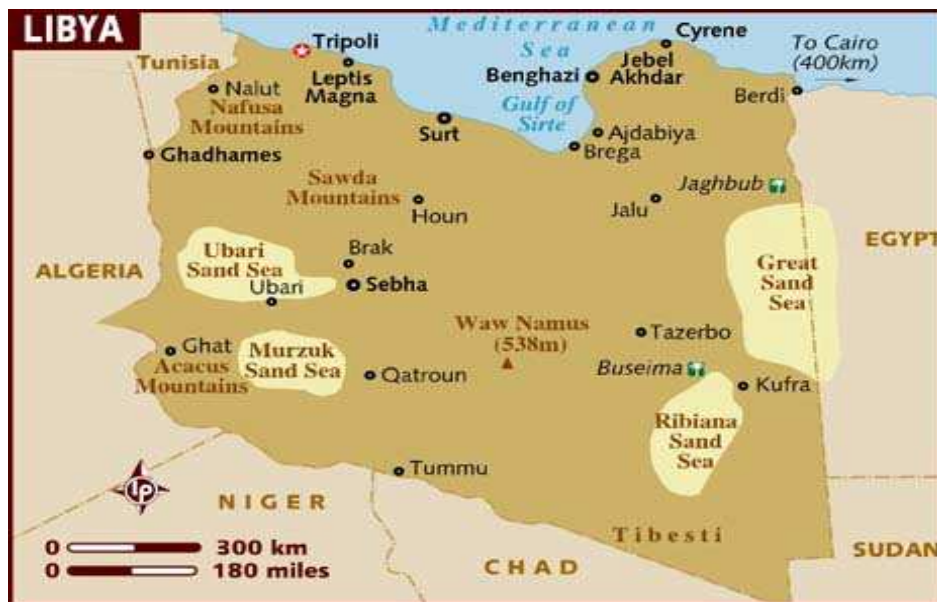 LIBYA
Mediterranean
Sea
Tunisia
Tripoli
Leptis
Magna
Cyrene
Jebel
Akhdar
To Cairo
(400km)
Benghazi
Gulf of
Sirte
Berdi
Nalut
Nafusa
Mountains
Surt
Ajdabiya
Brega
Ghadhames
Sawda
Mountains
Houn
Jaghbub
Jalu
EGYPT
ALGERIA
Ubari
Sand Sea
Ubari
Brak
Sebha
Great
Sand
Sea
Waw Namus
(538m)
Tazerbo
Ghat
Acacus
Mountains
Murzuk
Sand Sea
Qatroun
Buseima
Kufra
Ribiana
Sand
Sea
Tummu
lp
NIGER
Tibesti
CHAD
SUDAN
0 300 km
0 180 miles